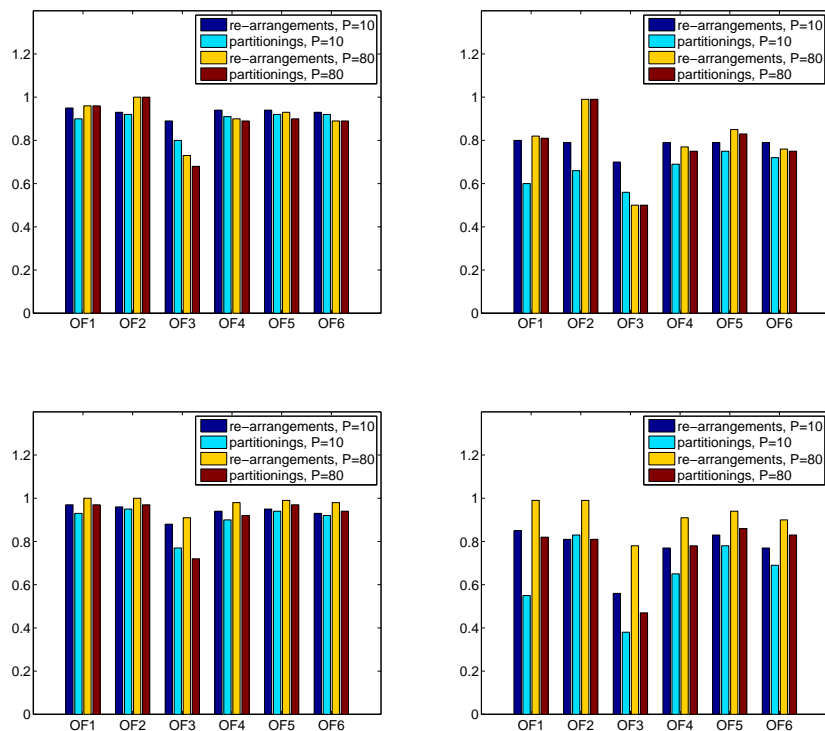 re−arrangements, P=10
partitionings, P=10
re−arrangements, P=80
partitionings, P=80
1.2
1
0.8
0.6
0.4
0.2
0
OF1 OF2 OF3 OF4 OF5 OF6
re−arrangements, P=10
partitionings, P=10
re−arrangements, P=80
partitionings, P=80
1.2
1
0.8
0.6
0.4
0.2
0
OF1 OF2 OF3 OF4 OF5 OF6
re−arrangements, P=10
partitionings, P=10
re−arrangements, P=80
partitionings, P=80
1.2
1
0.8
0.6
0.4
0.2
0
OF1 OF2 OF3 OF4 OF5 OF6
re−arrangements, P=10
partitionings, P=10
re−arrangements, P=80
partitionings, P=80
1.2
1
0.8
0.6
0.4
0.2
0
OF1 OF2 OF3 OF4 OF5 OF6